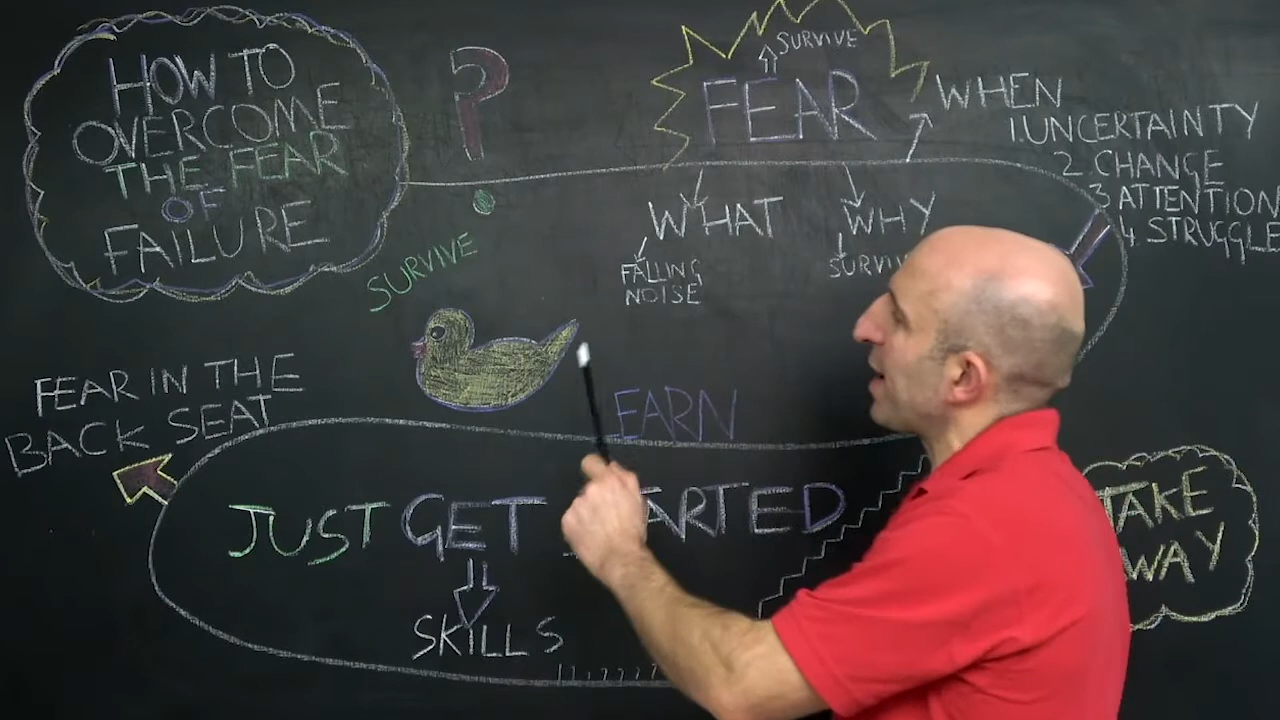 HOW TO
OVERCOME
THE FEAR
OF
FAILURE
?
SURVIVE
FEAR
WHEN
1. UNCERTAINTY
2. CHANGE
3 ATTENTION
4. STRUGGLE
WHAT
WHY
FALLING
NOISE
SURVIV
SURVIVE
FEAR IN THE
BACK SEAT
EARN
JUST GET ARTED
SKILLS
TAKE
WAY